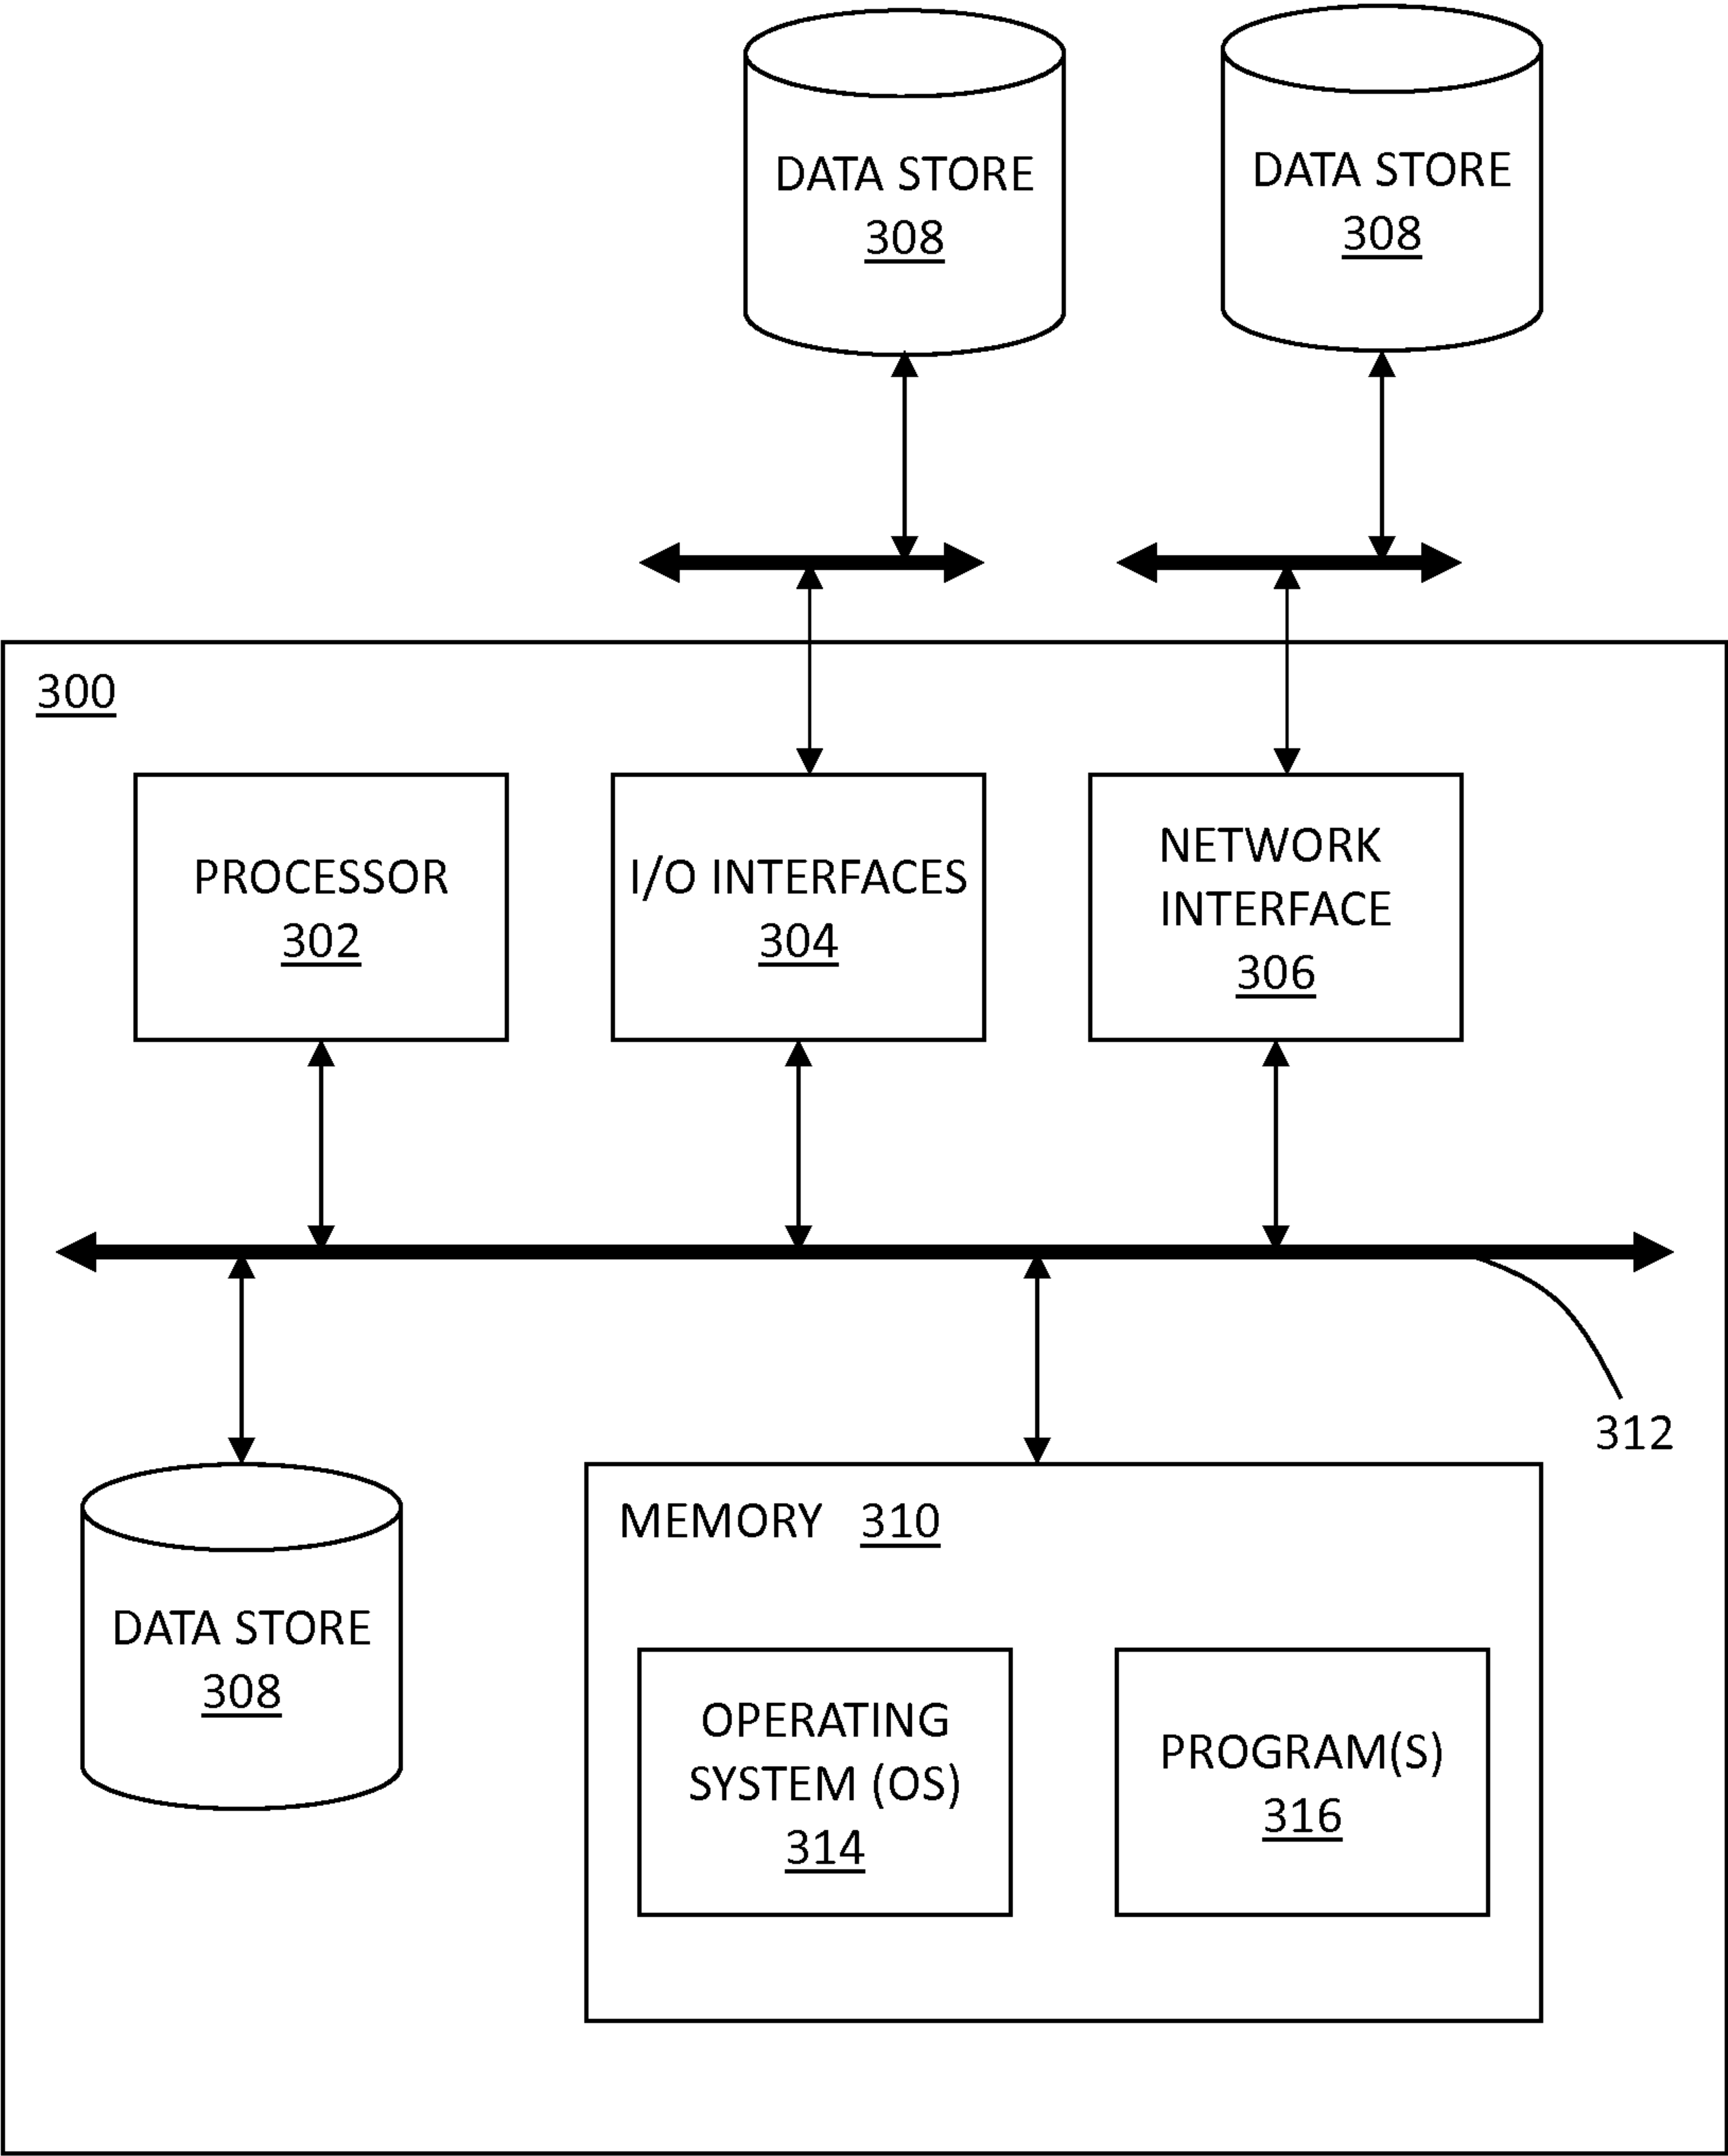 DATA STORE
308
DATA STORE
308
300
PROCESSOR
302
I/O INTERFACES
304
NETWORK
INTERFACE
306
312
DATA STORE
308
MEMORY 310
OPERATING
SYSTEM (OS)
314
PROGRAM(S)
316